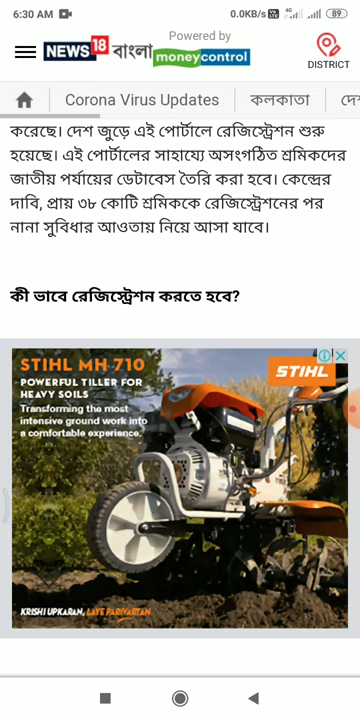 6:30 AM
0.0KB/s
4G
89
Powered by
NEWS 18 বাংলা
moneycontrol
DISTRICT
Corona Virus Updates
কলকাতা
করেছে। দেশ জুড়ে এই পোর্টালে রেজিস্ট্রেশন শুরু
হয়েছে। এই পোর্টালের সাহায্যে অসংগঠিত শ্রমিকদের
জাতীয় পর্যায়ের ডেটাবেস তৈরি করা হবে। কেন্দ্রের
দাবি, প্রায় ৩৮ কোটি শ্রমিককে রেজিস্ট্রেশনের পর
নানা সুবিধার আওতায় নিয়ে আসা যাবে।
কী ভাবে রেজিস্ট্রেশন করতে হবে?
STIHL MH 710
POWERFUL TILLER FOR
HEAVY SOILS
Transforming the most
intensive ground work into
a comfortable experience.
STIHL
KRISHI UPKARAN, LAYE PARIVARTAN